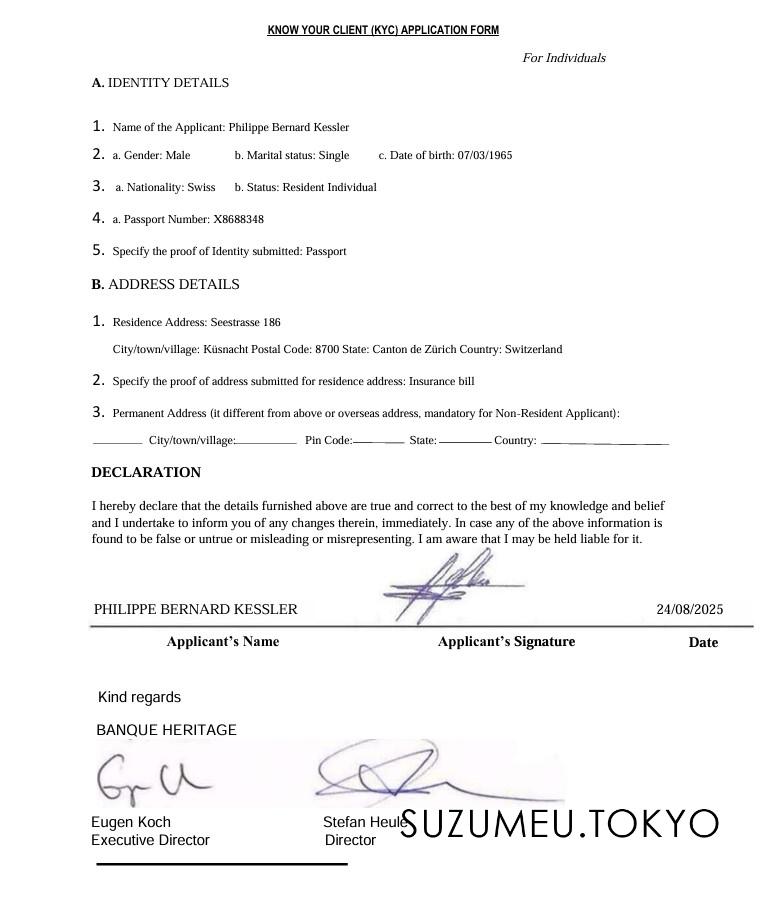 KNOW YOUR CLIENT (KYC) APPLICATION FORM
For Individuals
A. IDENTITY DETAILS
1. Name of the Applicant: Philippe Bernard Kessler
2. a. Gender: Male b. Marital status: Single c. Date of birth: 07/03/1965
3. a. Nationality: Swiss b. Status: Resident Individual
4. a. Passport Number: X8688348
5. Specify the proof of Identity submitted: Passport
B. ADDRESS DETAILS
1. Residence Address: Seestrasse 186
City/town/village: Küsnacht Postal Code: 8700 State: Canton de Zürich Country: Switzerland
2. Specify the proof of address submitted for residence address: Insurance bill
3. Permanent Address (it different from above or overseas address, mandatory for Non-Resident Applicant):
City/town/village: Pin Code: State: Country:
DECLARATION
I hereby declare that the details furnished above are true and correct to the best of my knowledge and belief
and I undertake to inform you of any changes therein, immediately. In case any of the above information is
found to be false or untrue or misleading or misrepresenting. I am aware that I may be held liable for it.
PHILIPPE BERNARD KESSLER 24/08/2025
Applicant's Name Applicant's Signature Date
Kind regards
BANQUE HERITAGE
Eugen Koch Stefan Heule
Executive Director Director
SUZUMEU.TOKYO